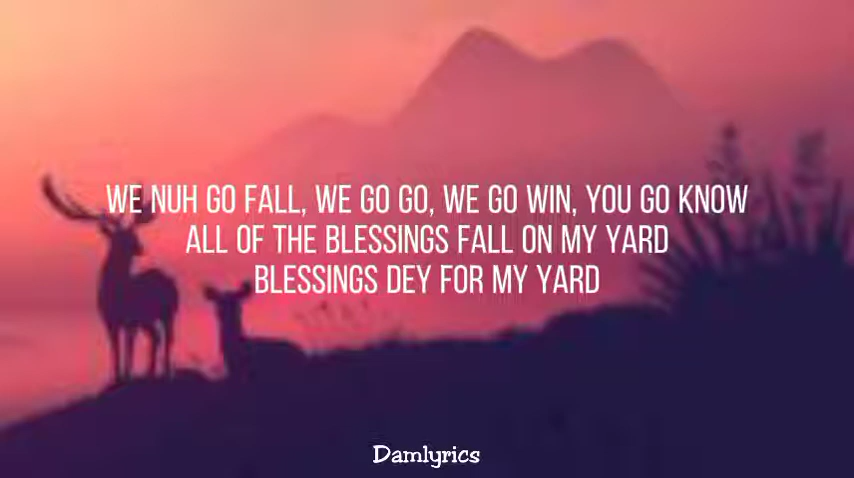 WE NUH GO FALL, WE GO GO, WE GO WIN, YOU GO KNOW
ALL OF THE BLESSINGS FALL ON MY YARD
BLESSINGS DEY FOR MY YARD
Damlyrics